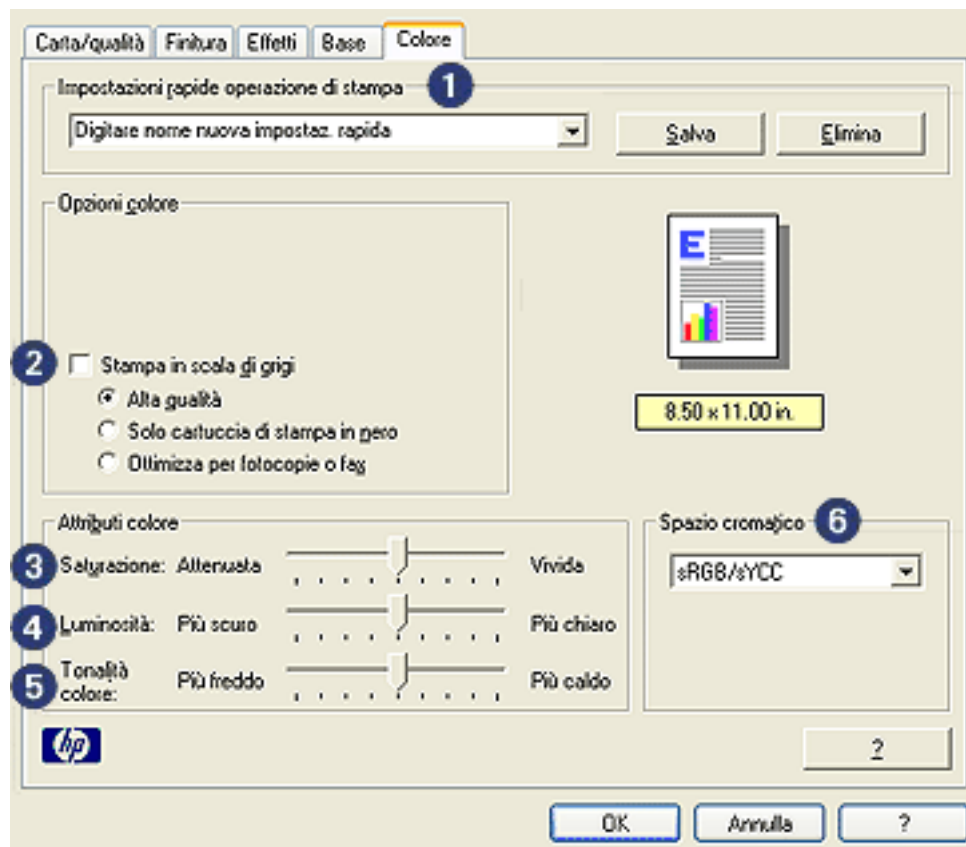 Carta/qualità Finitura Effetti Base Colore
Impostazioni rapide operazione di stampa 1
Digitare nome nuova impostaz. rapida Salva Elimina
Opzioni colore
E
2 Stampa in scala di grigi
Alta qualità
8.50 x 11.00 in.
Solo cartuccia di stampa in nero
Ottimizza per fotocopie o fax
Attributi colore Spazio cromatico 6
3 Saturazione: Attenuata Vivida sRGB/sYCC
4 Luminosità: Più scuro Più chiaro
5 Tonalità colore: Più freddo Più caldo
hp ?
OK Annulla ?